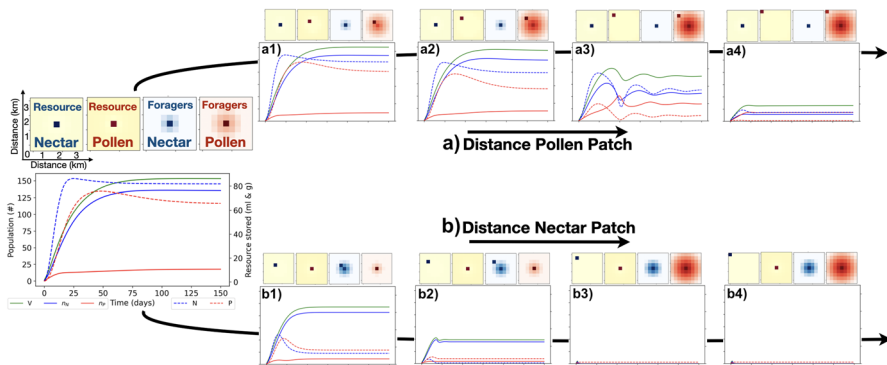 a1)
a2)
a3)
a4)
Resource
Nectar
Resource
Pollen
Foragers
Nectar
Foragers
Pollen
Distance (km)
3
2
1
0
0 1 2 3
Distance (km)
a) Distance Pollen Patch
Population (#)
150
125
100
75
50
25
0
80
60
40
20
0
Resource stored (ml & g)
0 25 50 75 100 125 150
Time (days)
V n_N n_P N P
b) Distance Nectar Patch
b1)
b2)
b3)
b4)